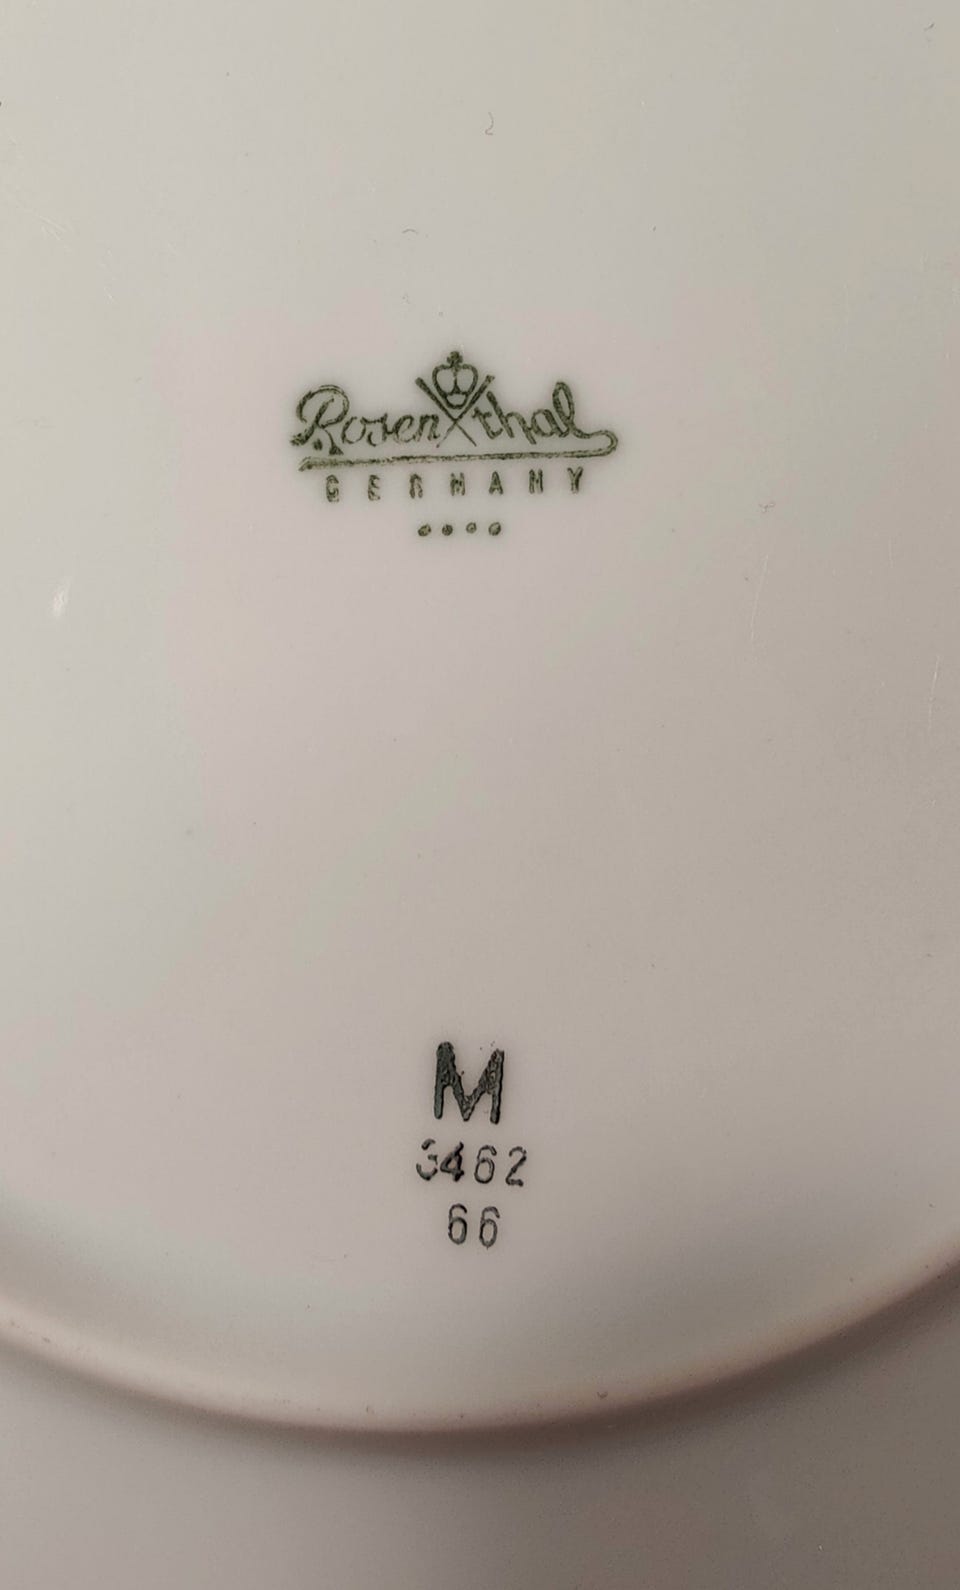 Rosenthal
GERMANY
M
3462
66